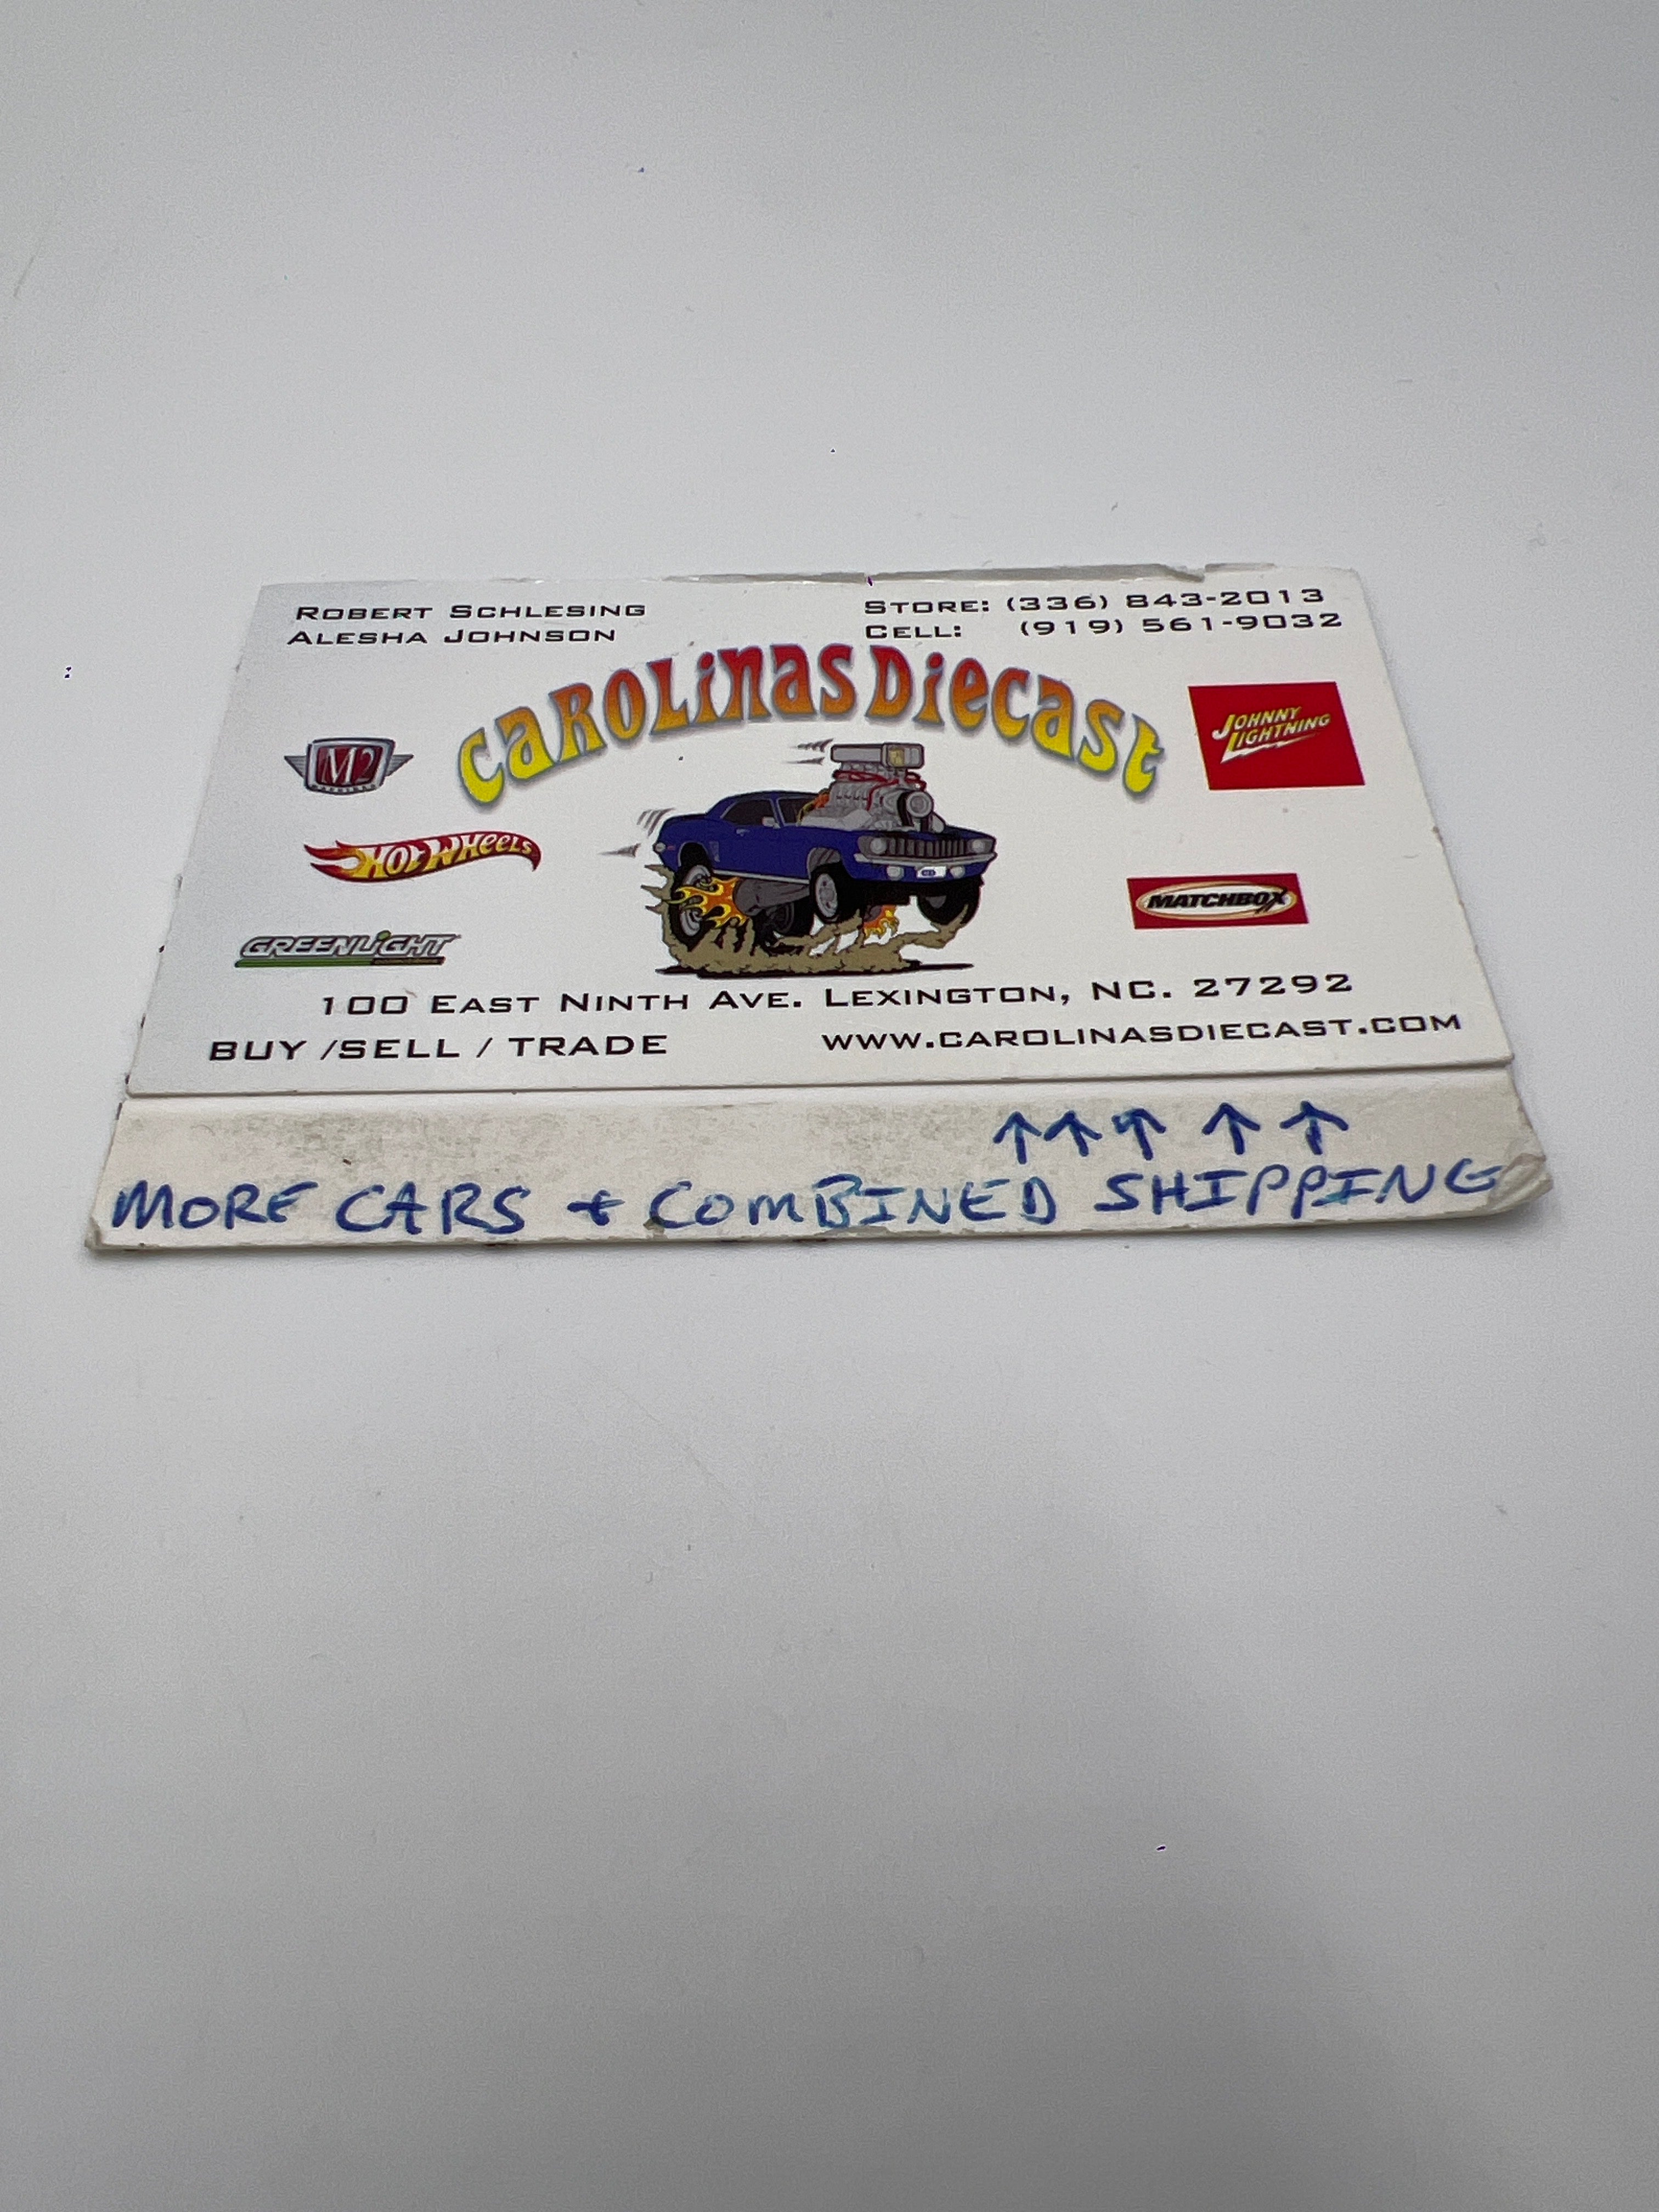 ROBERT SCHLESING
ALESHA JOHNSON
STORE: (336) 843-2013
CELL: (919) 561-9032
CAROLiNAS DiECAST
M2
JOHNNY
LIGHTNING
HOT WHEELS
MATCHBOX
GREENLIGHT
100 EAST NINTH AVE. LEXINGTON, NC. 27292
BUY /SELL / TRADE
WWW.CAROLINASDIECAST.COM
↑↑↑↑↑
MORE CARS + COMBINED SHIPPING